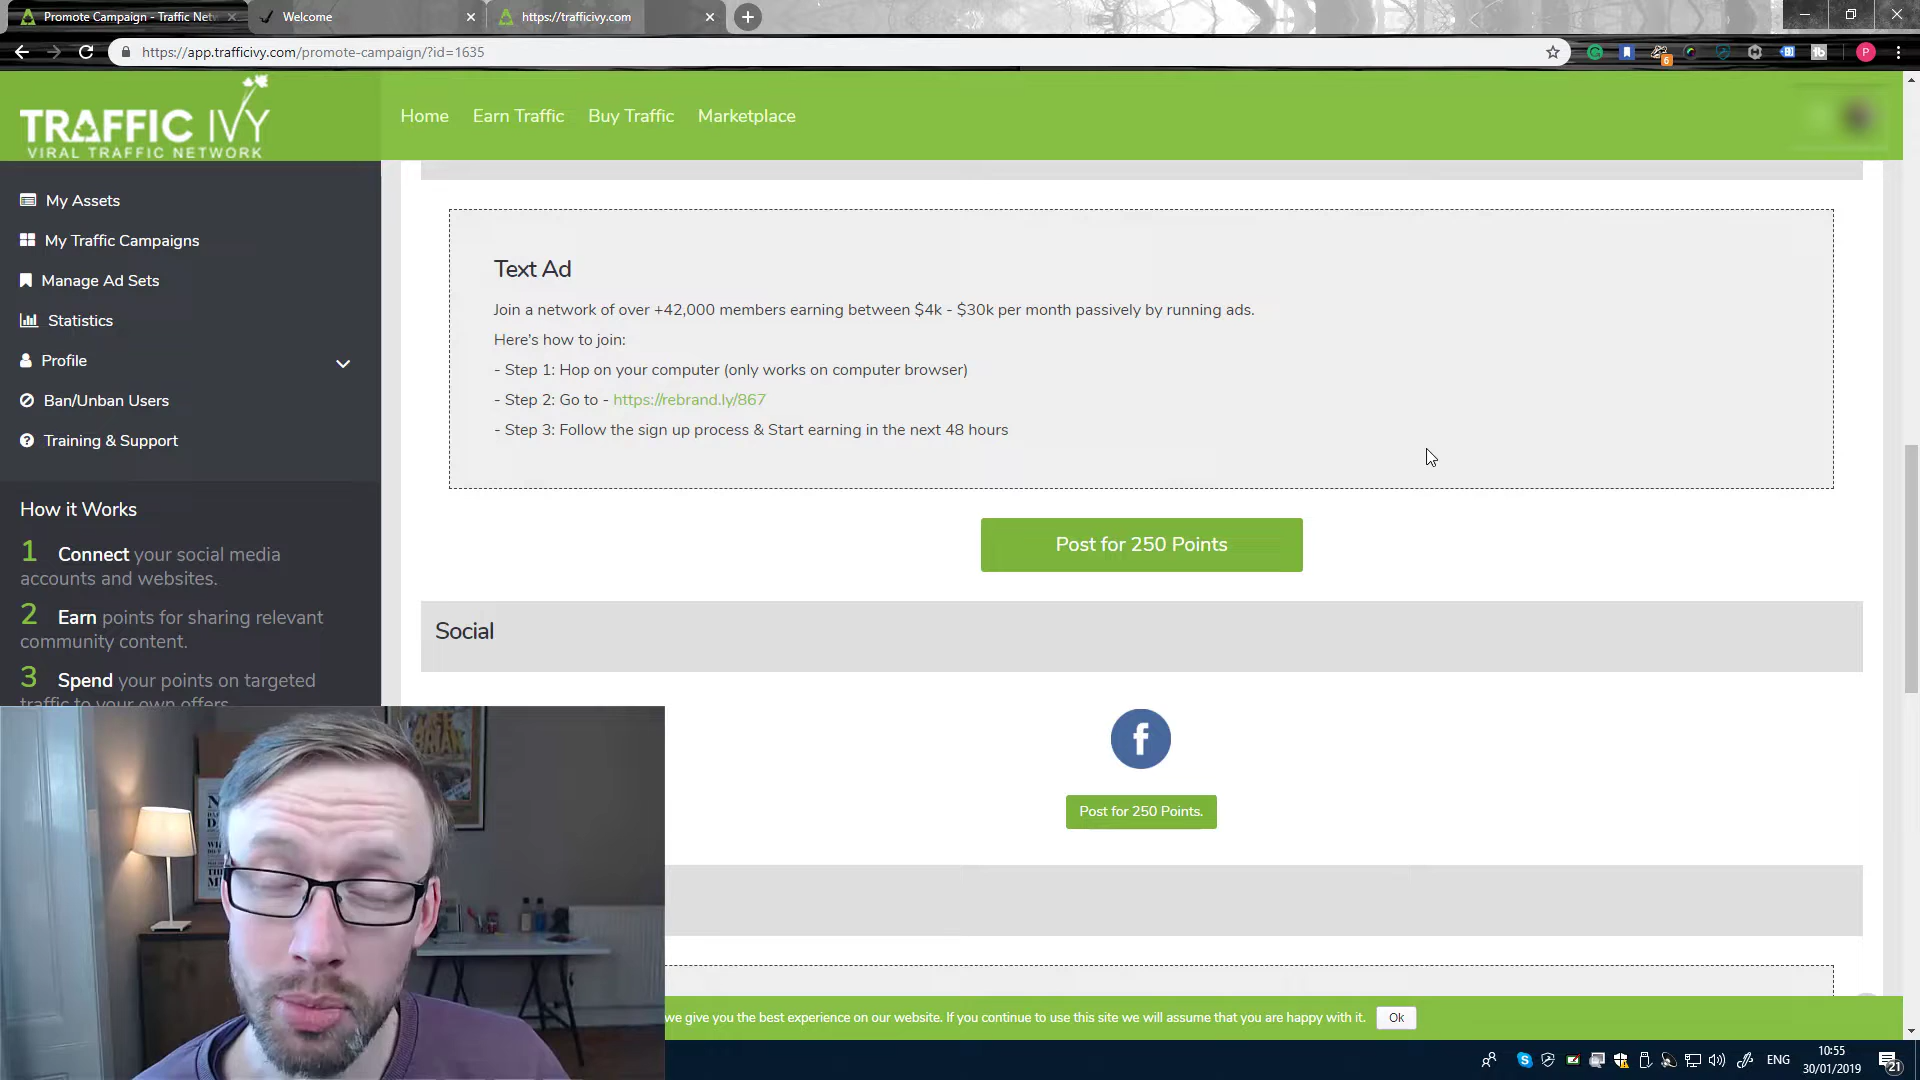 Promote Campaign - Traffic Net
Welcome
https://trafficivy.com
https://app.trafficivy.com/promote-campaign/?id=1635
6
P
TRAFFIC IVY
VIRAL TRAFFIC NETWORK
Home Earn Traffic Buy Traffic Marketplace
My Assets
My Traffic Campaigns
Manage Ad Sets
Statistics
Profile
Ban/Unban Users
Training & Support
How it Works
1 Connect your social media
accounts and websites.
2 Earn points for sharing relevant
community content.
3 Spend your points on targeted
traffic to your own offers
Text Ad
Join a network of over +42,000 members earning between $4k - $30k per month passively by running ads.
Here's how to join:
- Step 1: Hop on your computer (only works on computer browser)
- Step 2: Go to - https://rebrand.ly/867
- Step 3: Follow the sign up process & Start earning in the next 48 hours
Post for 250 Points
Social
f
Post for 250 Points.
we give you the best experience on our website. If you continue to use this site we will assume that you are happy with it.
Ok
ENG
10:55
30/01/2019
21